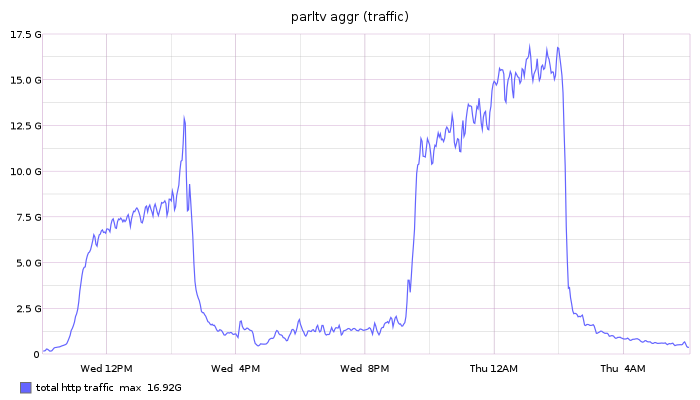 parltv aggr (traffic)
17.5 G
15.0 G
12.5 G
10.0 G
7.5 G
5.0 G
2.5 G
0
Wed 12PM Wed 4PM Wed 8PM Thu 12AM Thu 4AM
total http traffic max 16.92G